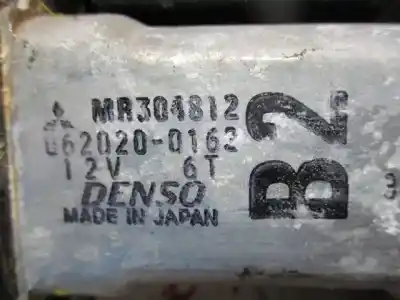 MR304812
062020-0162
12V 6T
DENSO
MADE IN JAPAN
B2